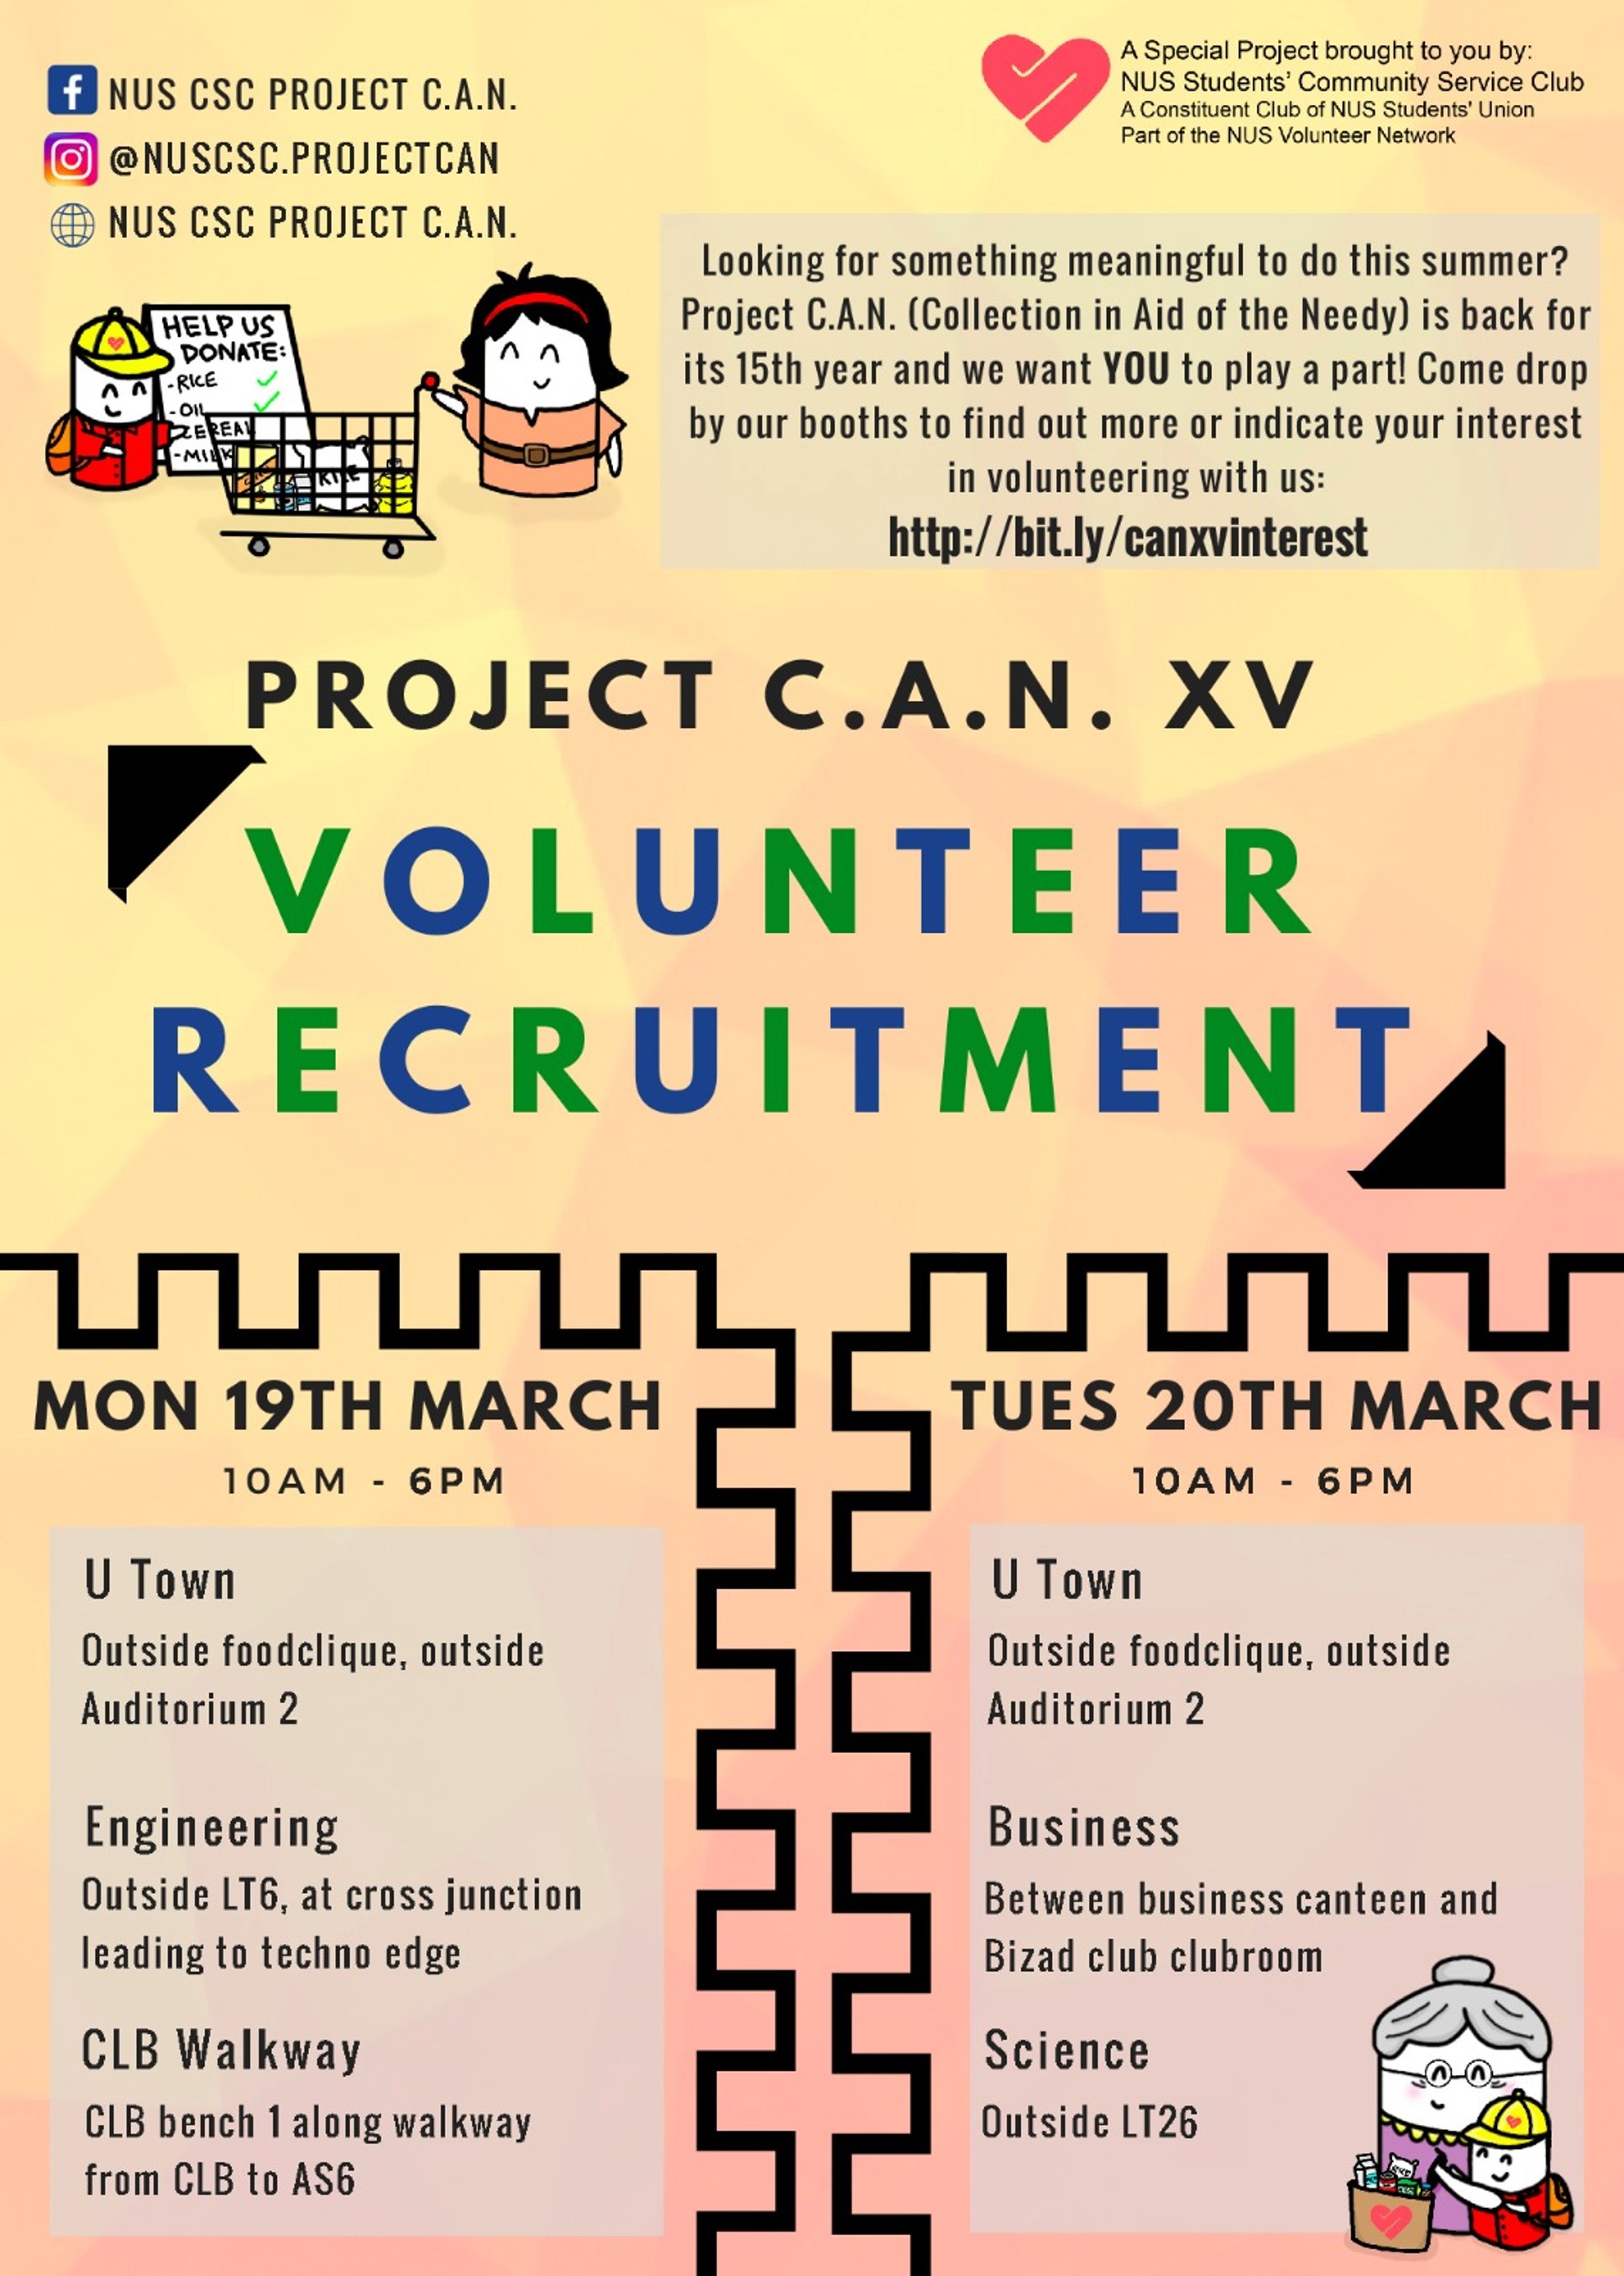 NUS CSC PROJECT C.A.N.
@NUSCSC.PROJECTCAN
NUS CSC PROJECT C.A.N.
A Special Project brought to you by:
NUS Students' Community Service Club
A Constituent Club of NUS Students' Union
Part of the NUS Volunteer Network
HELP US
DONATE:
-RICE
-OIL
-ZEREAL
-MILK
RICE
Looking for something meaningful to do this summer?
Project C.A.N. (Collection in Aid of the Needy) is back for
its 15th year and we want YOU to play a part! Come drop
by our booths to find out more or indicate your interest
in volunteering with us:
http://bit.ly/canxvinterest
PROJECT C.A.N. XV
VOLUNTEER
RECRUITMENT
MON 19TH MARCH
10AM - 6PM
U Town
Outside foodclique, outside
Auditorium 2
Engineering
Outside LT6, at cross junction
leading to techno edge
CLB Walkway
CLB bench 1 along walkway
from CLB to AS6
TUES 20TH MARCH
10AM - 6PM
U Town
Outside foodclique, outside
Auditorium 2
Business
Between business canteen and
Bizad club clubroom
Science
Outside LT26